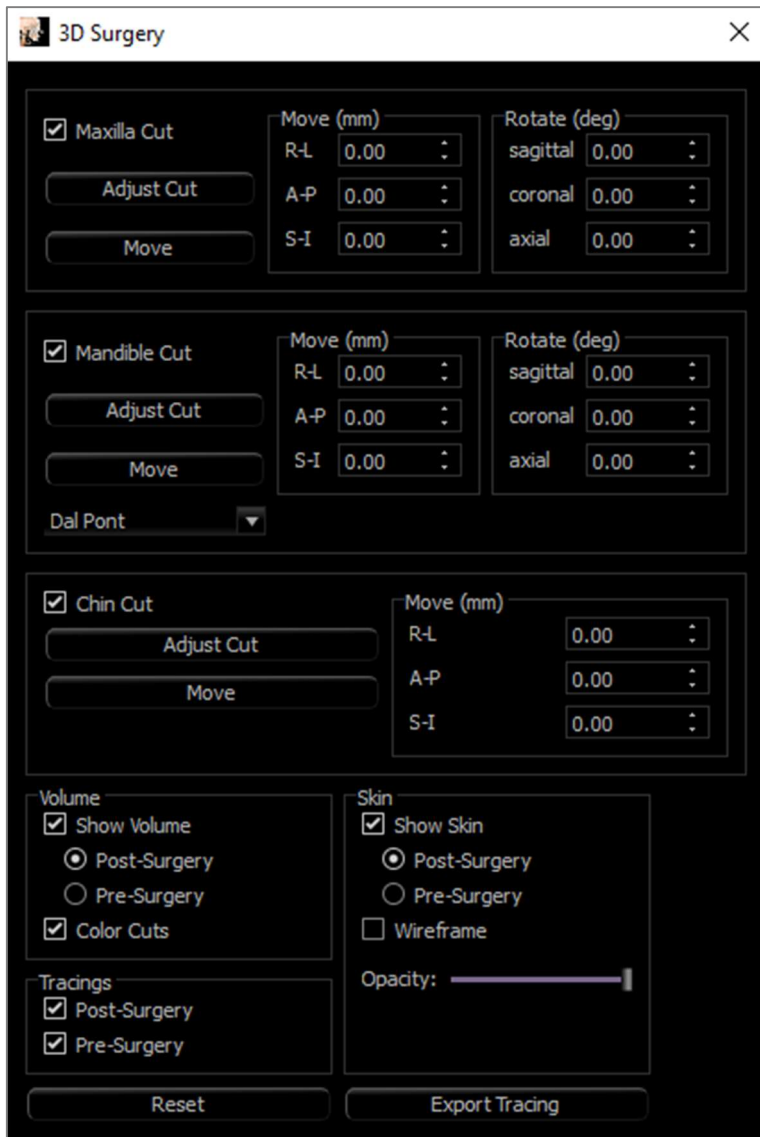 3D Surgery
Maxilla Cut
Adjust Cut
Move
Move (mm)
R-L 0.00
A-P 0.00
S-I 0.00
Rotate (deg)
sagittal 0.00
coronal 0.00
axial 0.00
Mandible Cut
Adjust Cut
Move
Dal Pont
Move (mm)
R-L 0.00
A-P 0.00
S-I 0.00
Rotate (deg)
sagittal 0.00
coronal 0.00
axial 0.00
Chin Cut
Adjust Cut
Move
Move (mm)
R-L 0.00
A-P 0.00
S-I 0.00
Volume
Show Volume
Post-Surgery
Pre-Surgery
Color Cuts
Tracings
Post-Surgery
Pre-Surgery
Skin
Show Skin
Post-Surgery
Pre-Surgery
Wireframe
Opacity:
Reset
Export Tracing